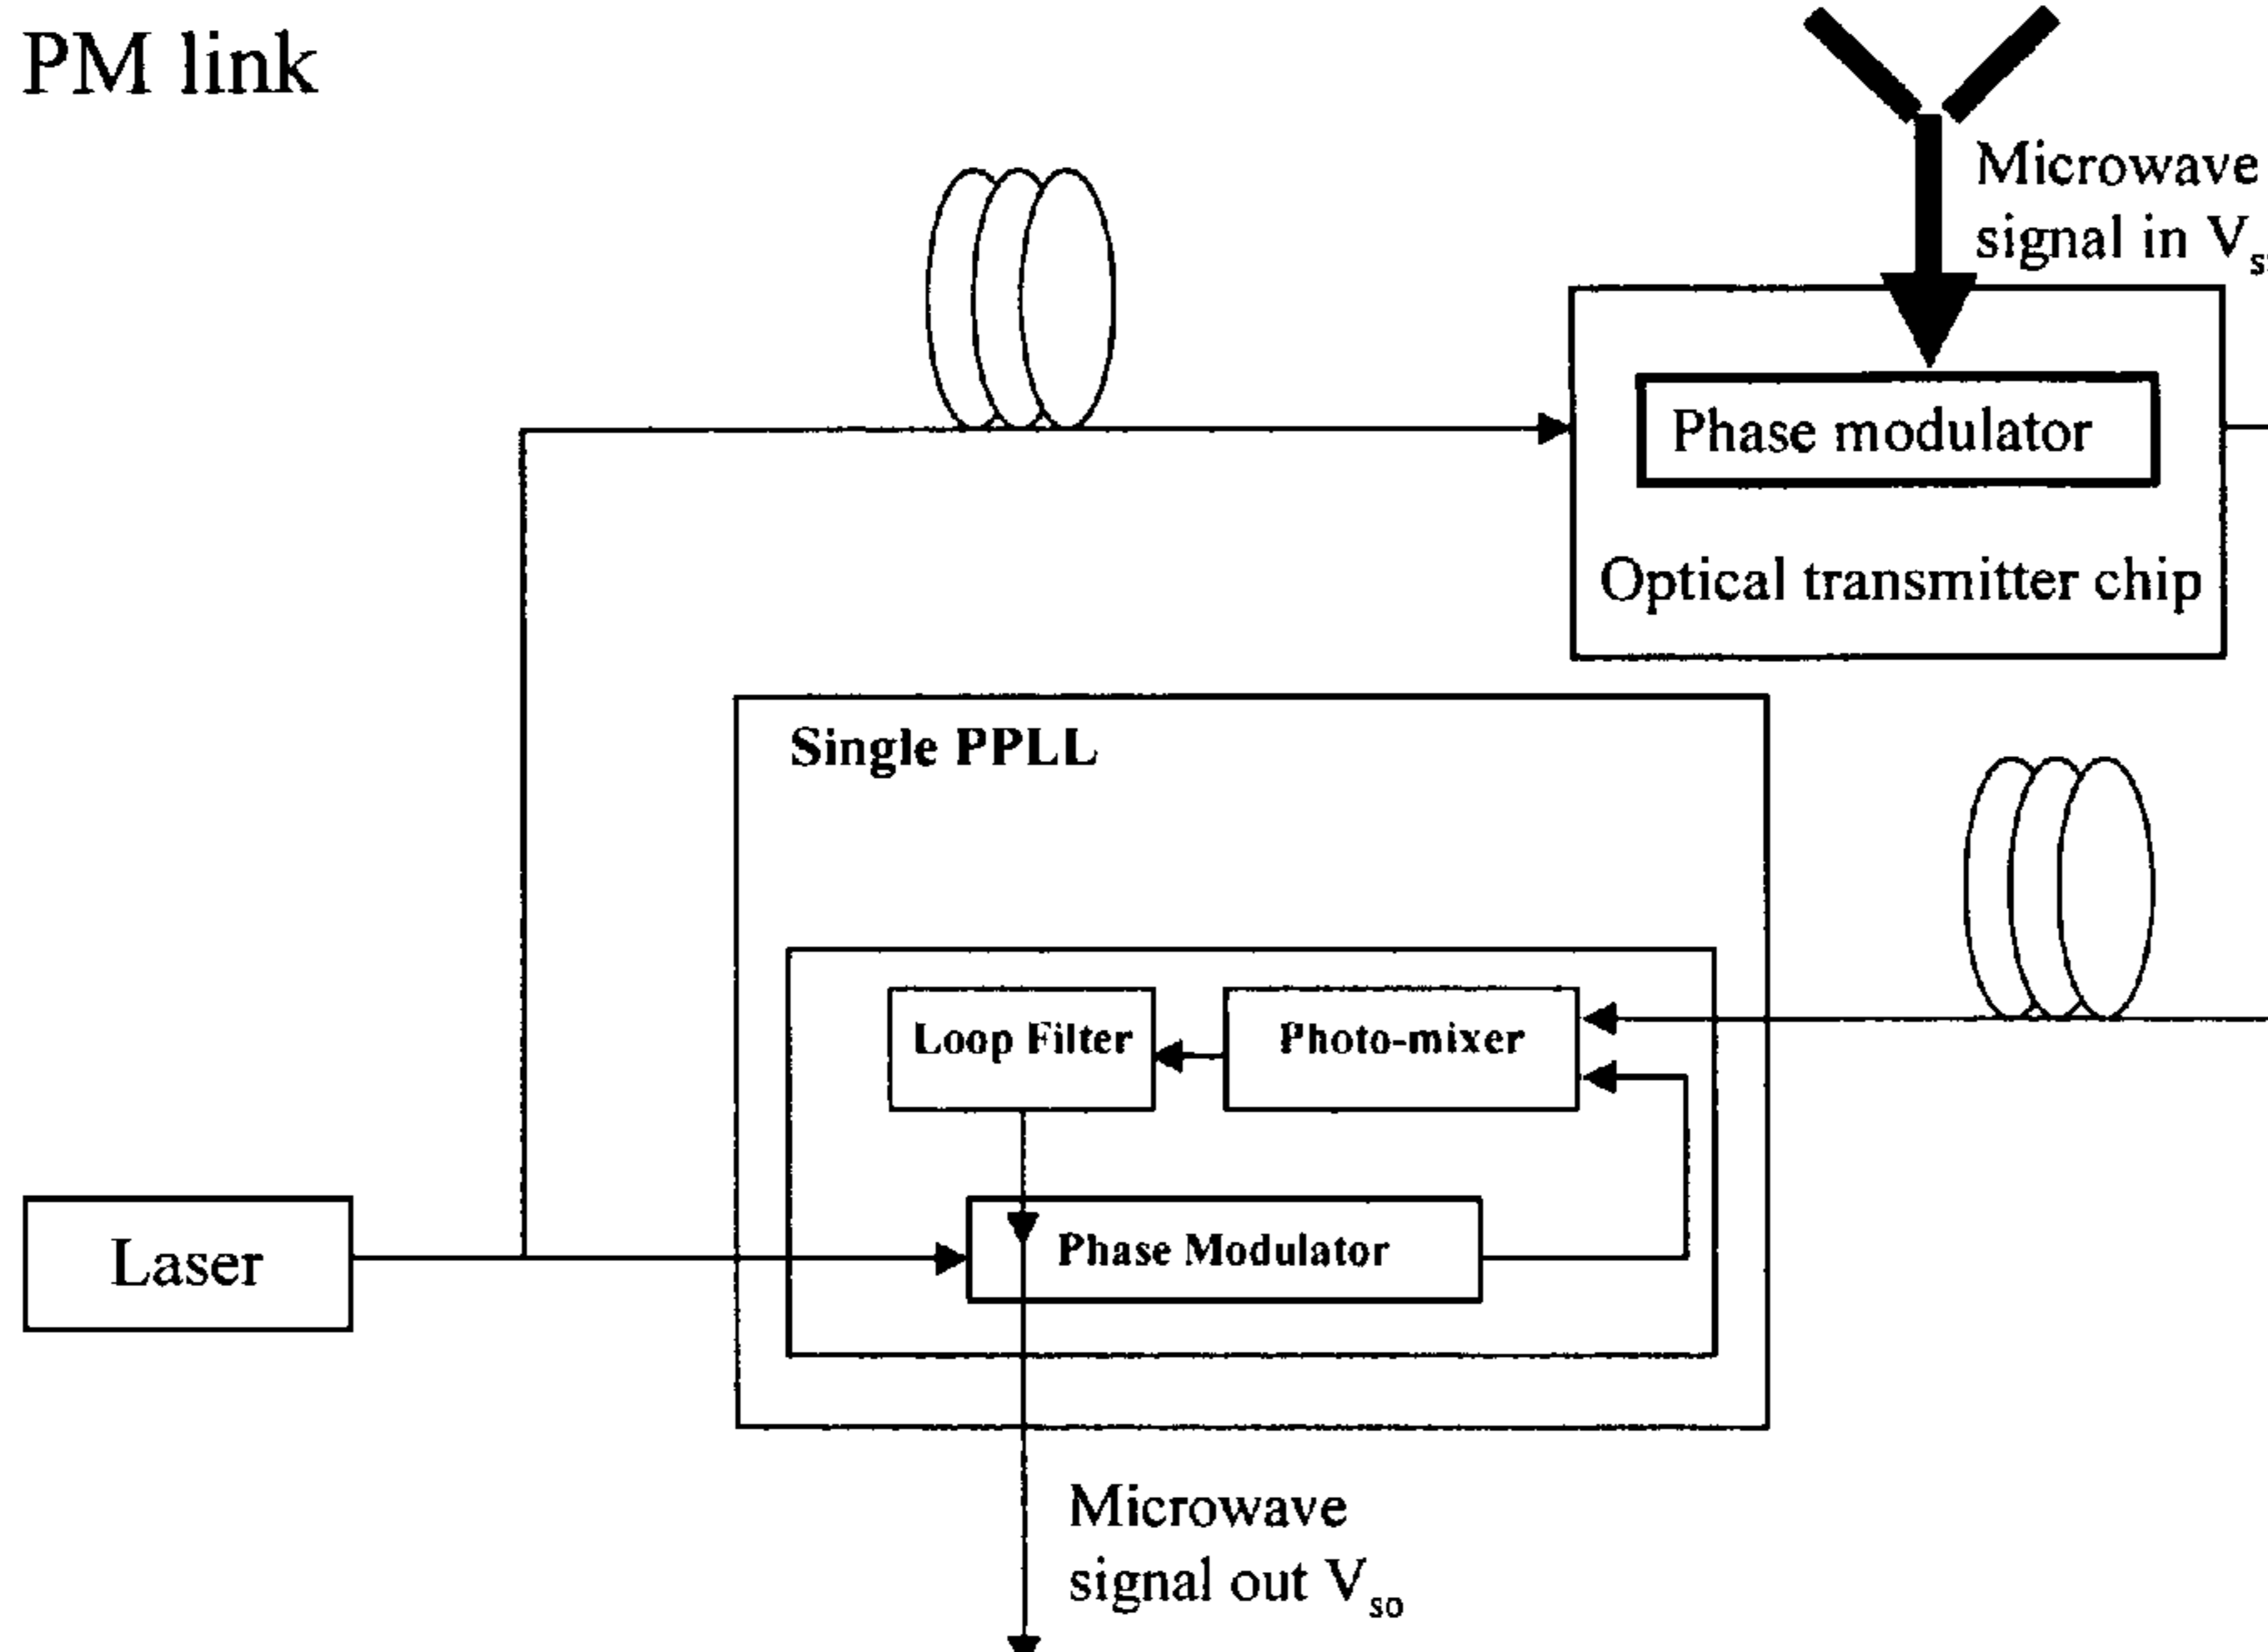 PM link
Microwave
signal in Vs
Phase modulator
Optical transmitter chip
Single PPLL
Loop Filter
Photo-mixer
Laser
Phase Modulator
Microwave
signal out Vso